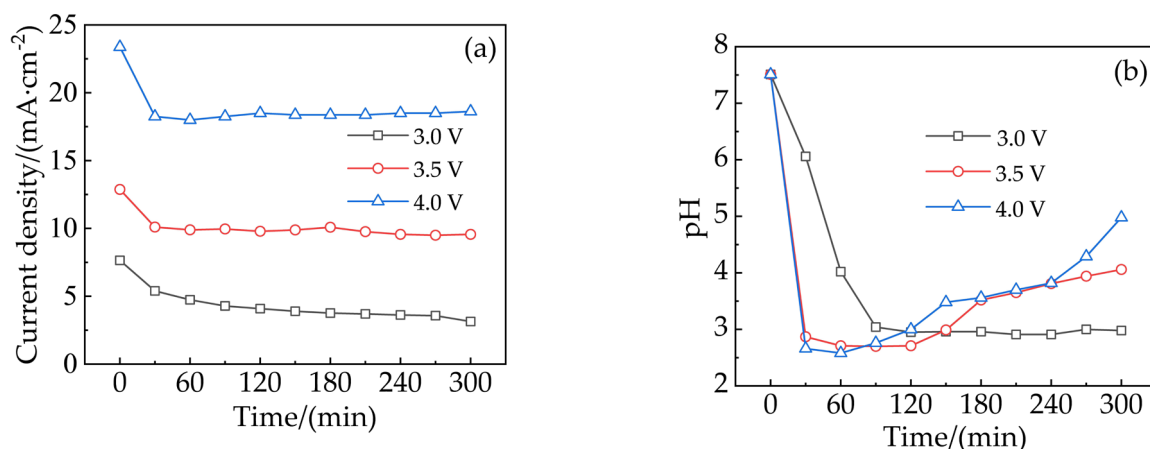 (a)
25
20
15
10
5
0
Current density/(mA·cm⁻²)
3.0 V
3.5 V
4.0 V
0 60 120 180 240 300
Time/(min)
(b)
8
7
6
5
4
3
2
pH
3.0 V
3.5 V
4.0 V
0 60 120 180 240 300
Time/(min)